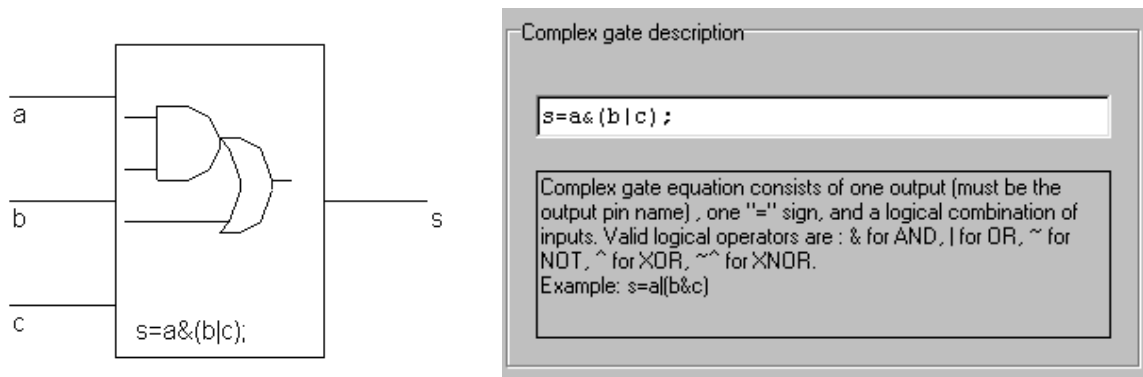 a
b
s
c
s=a&(b|c);
Complex gate description
s=a&(b|c);
Complex gate equation consists of one output (must be the
output pin name) , one "=" sign, and a logical combination of
inputs. Valid logical operators are : & for AND, | for OR, ~ for
NOT, ^ for XOR, ~^ for XNOR.
Example: s=a|(b&c)